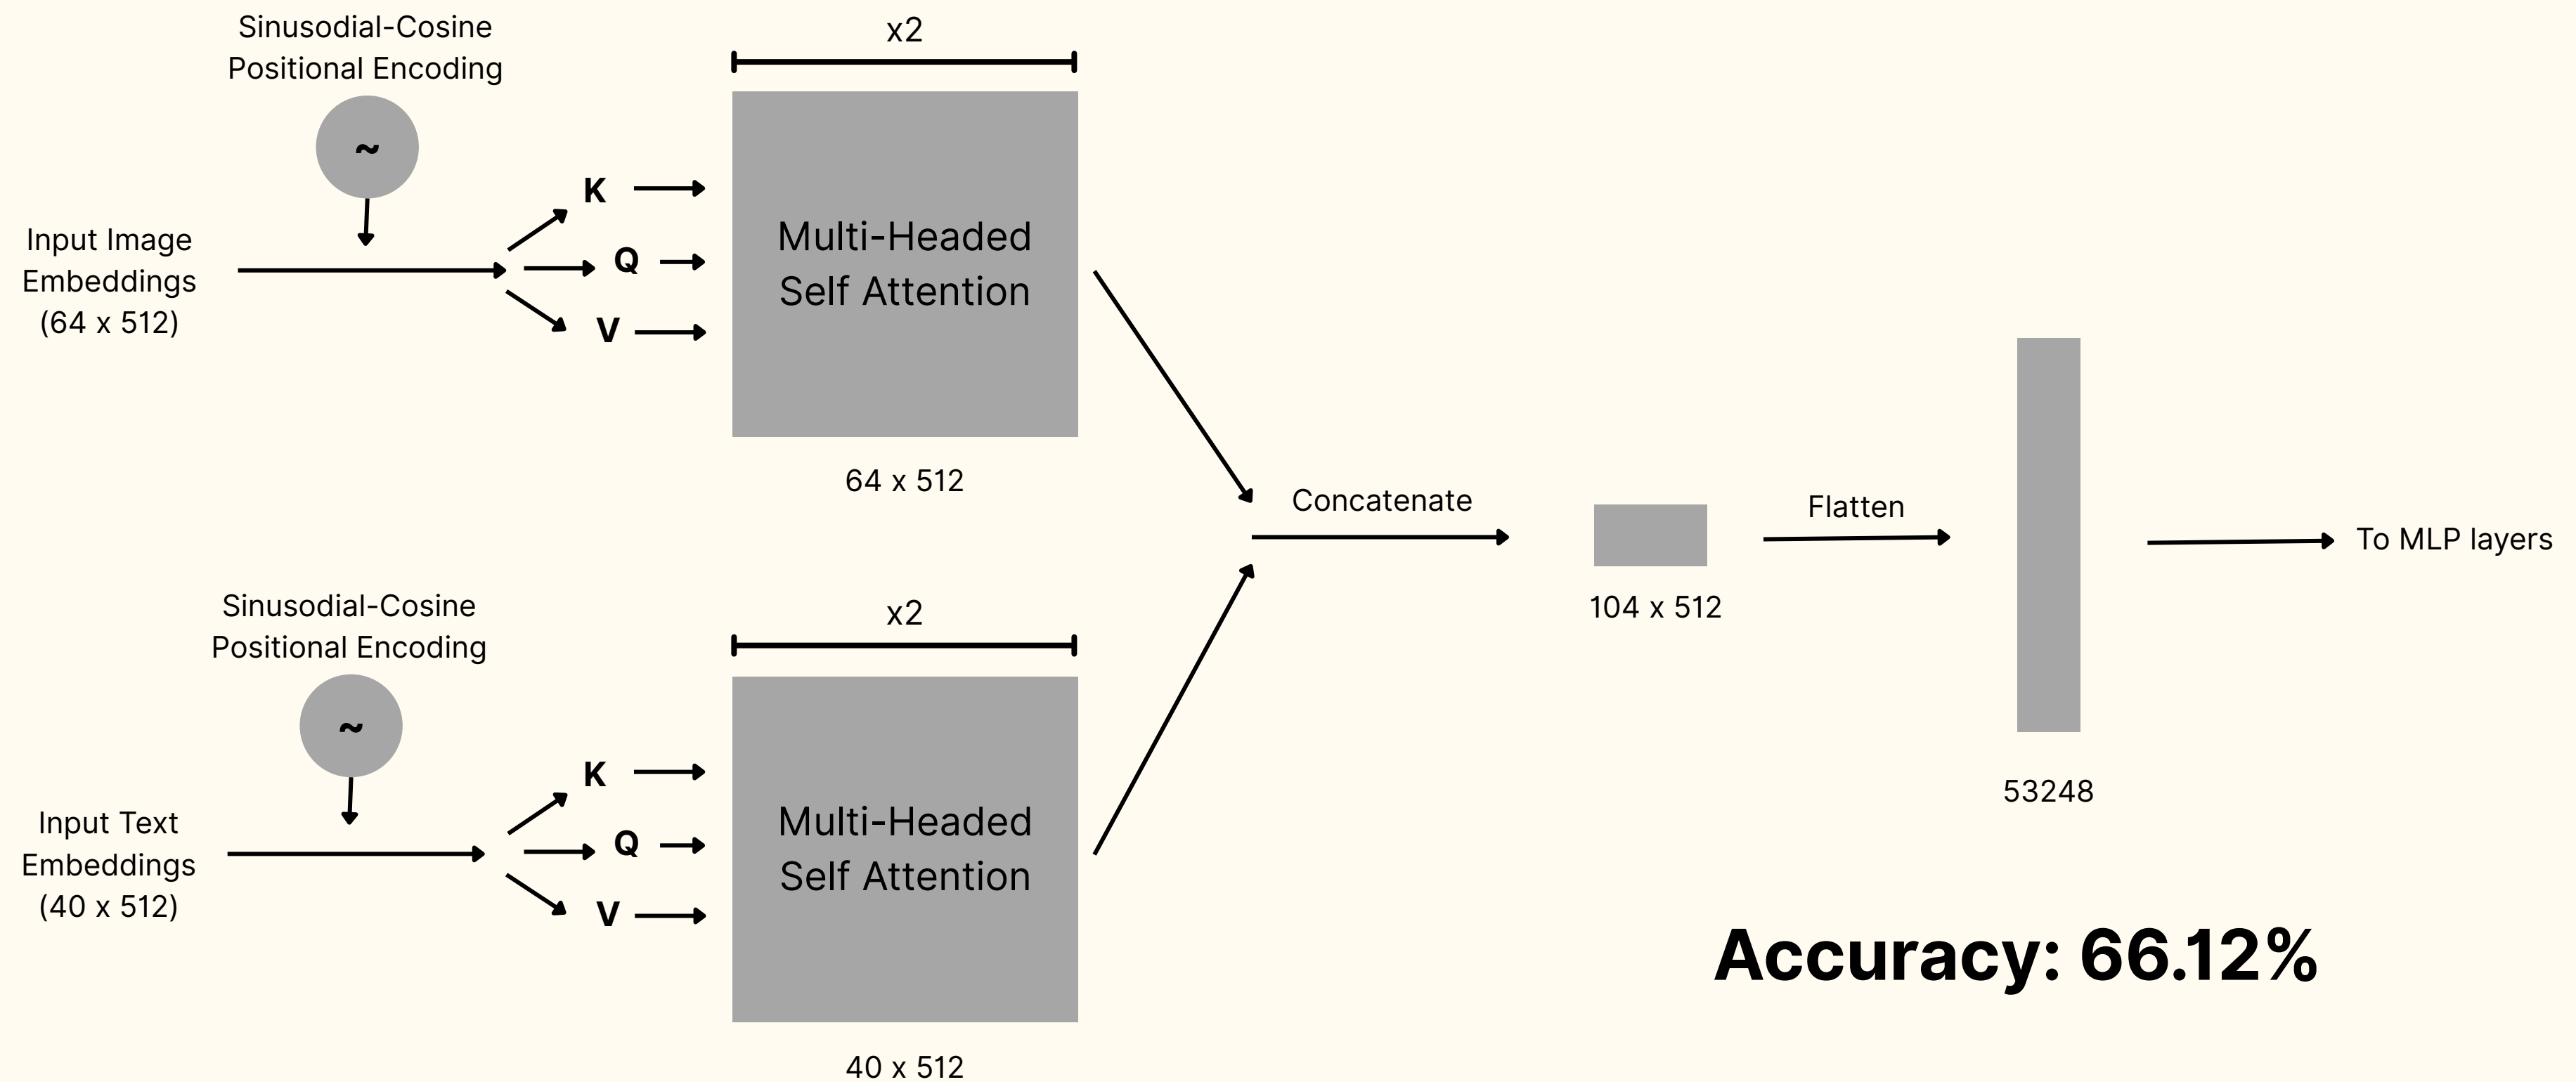 Sinusodial-Cosine
Positional Encoding
~
Input Image
Embeddings
(64 x 512)
K
Q
V
x2
Multi-Headed
Self Attention
64 x 512
Sinusodial-Cosine
Positional Encoding
~
Input Text
Embeddings
(40 x 512)
K
Q
V
x2
Multi-Headed
Self Attention
40 x 512
Concatenate
104 x 512
Flatten
53248
To MLP layers
Accuracy: 66.12%